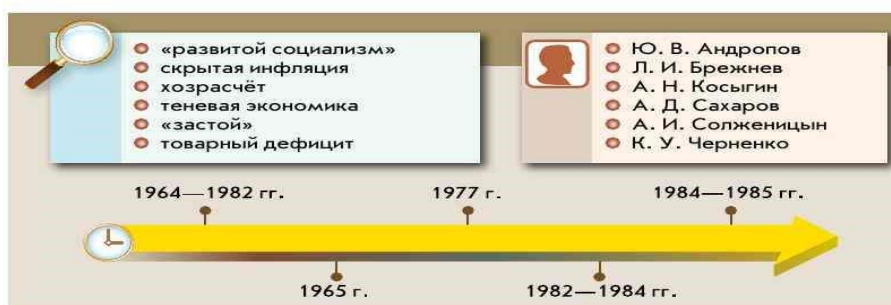 «развитой социализм»
скрытая инфляция
хозрасчёт
теневая экономика
«застой»
товарный дефицит
Ю. В. Андропов
Л. И. Брежнев
А. Н. Косыгин
А. Д. Сахаров
А. И. Солженицын
К. У. Черненко
1964—1982 гг.
1977 г.
1984—1985 гг.
1965 г.
1982—1984 гг.